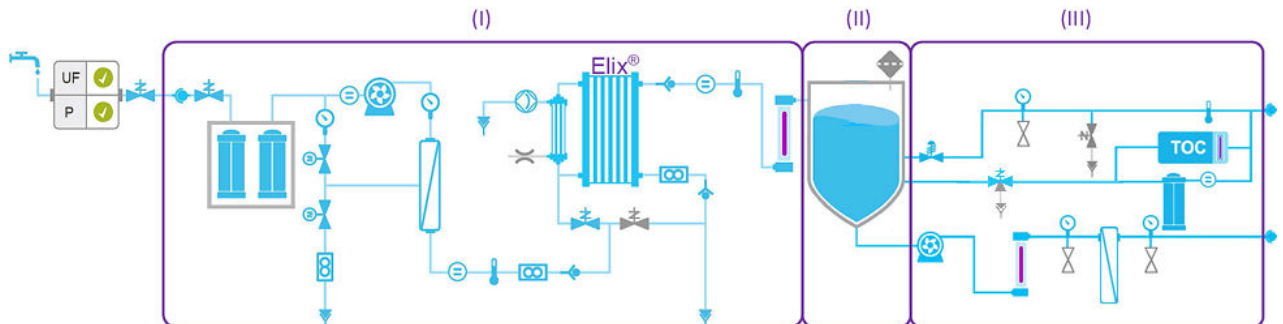 (I)
(II)
(III)
Elix®
UF
P
TOC